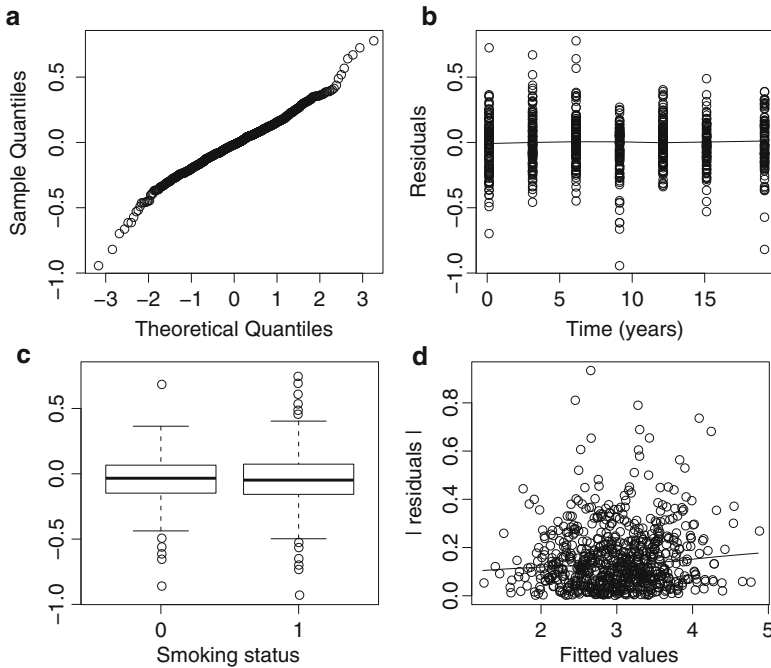 a
Sample Quantiles
0.5
0.0
−0.5
−1.0
−3 −2 −1 0 1 2 3
Theoretical Quantiles
b
Residuals
0.5
0.0
−0.5
−1.0
0 5 10 15
Time (years)
c
0.5
0.0
−0.5
−1.0
0 1
Smoking status
d
| residuals |
0.8
0.6
0.4
0.2
0.0
2 3 4 5
Fitted values